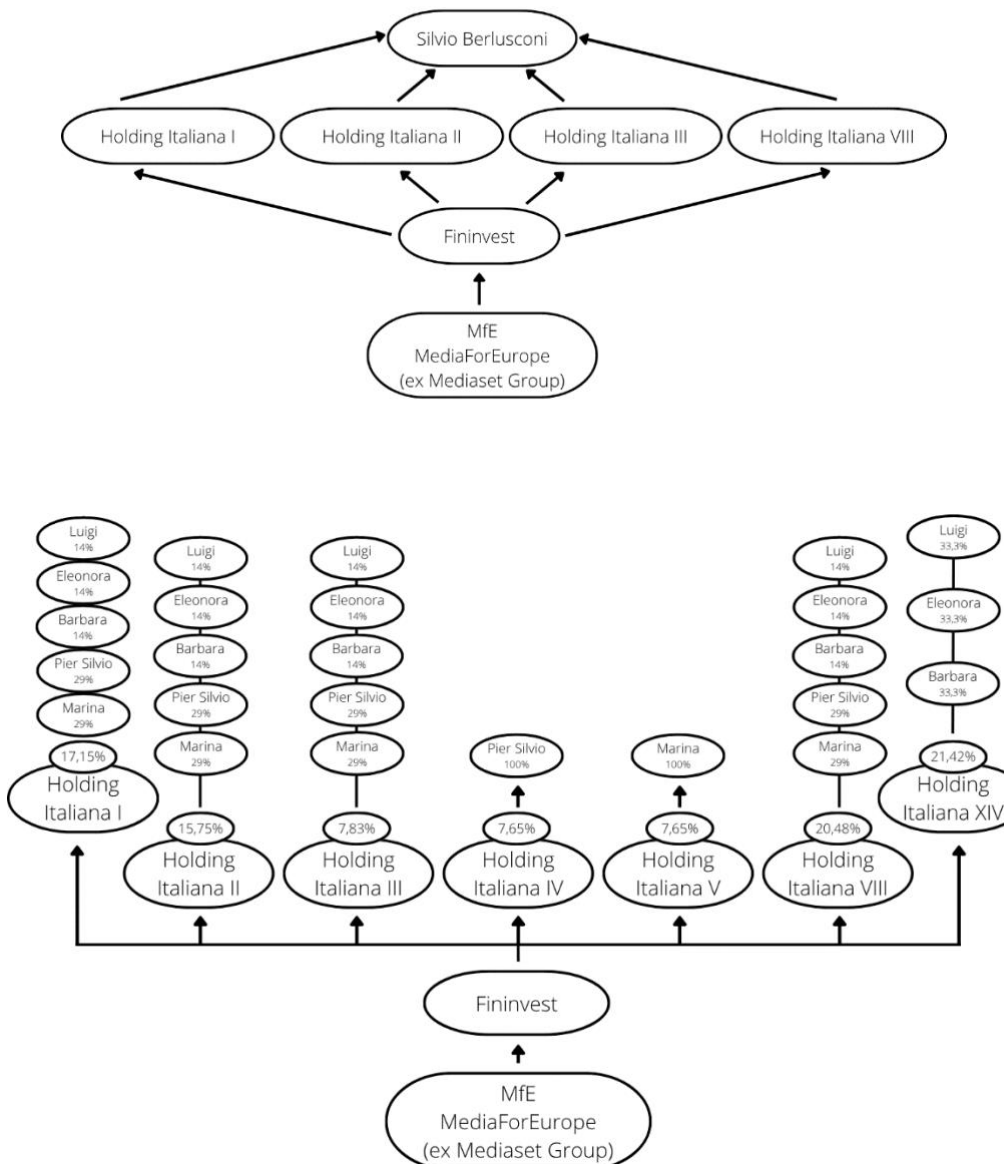 Silvio Berlusconi
Holding Italiana I
Holding Italiana II
Holding Italiana III
Holding Italiana VIII
Fininvest
MfE
MediaForEurope
(ex Mediaset Group)
Luigi
14%
Eleonora
14%
Barbara
14%
Pier Silvio
29%
Marina
29%
17,15%
Holding
Italiana I
Luigi
14%
Eleonora
14%
Barbara
14%
Pier Silvio
29%
Marina
29%
15,75%
Holding
Italiana II
Luigi
14%
Eleonora
14%
Barbara
14%
Pier Silvio
29%
Marina
29%
7,83%
Holding
Italiana III
Pier Silvio
100%
7,65%
Holding
Italiana IV
Marina
100%
7,65%
Holding
Italiana V
Luigi
14%
Eleonora
14%
Barbara
14%
Pier Silvio
29%
Marina
29%
20,48%
Holding
Italiana VIII
Luigi
33,3%
Eleonora
33,3%
Barbara
33,3%
21,42%
Holding
Italiana XIV
Fininvest
MfE
MediaForEurope
(ex Mediaset Group)